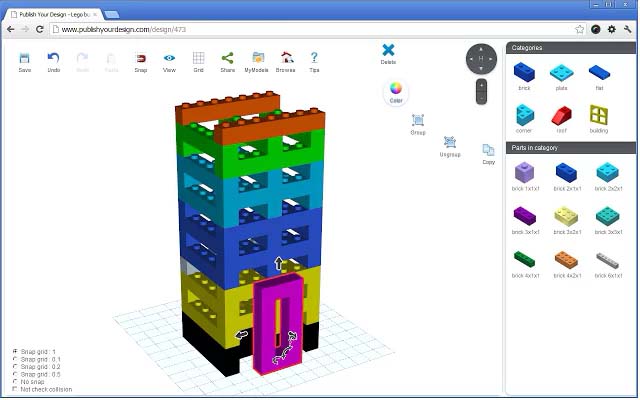 Publish Your Design - Lego bu
www.publishyourdesign.com/design/473
Save Undo Snap View Grid Share MyModels Browse Tips
Delete
H
Color
Group
Ungroup
Copy
Categories
brick plate flat
corner roof building
Parts in category
brick 1x1x1 brick 2x1x1 brick 2x2x1
brick 3x1x1 brick 3x2x1 brick 3x3x1
brick 4x1x1 brick 4x2x1 brick 6x1x1
Snap grid : 1
Snap grid : 0.1
Snap grid : 0.2
Snap grid : 0.5
No snap
Not check collision